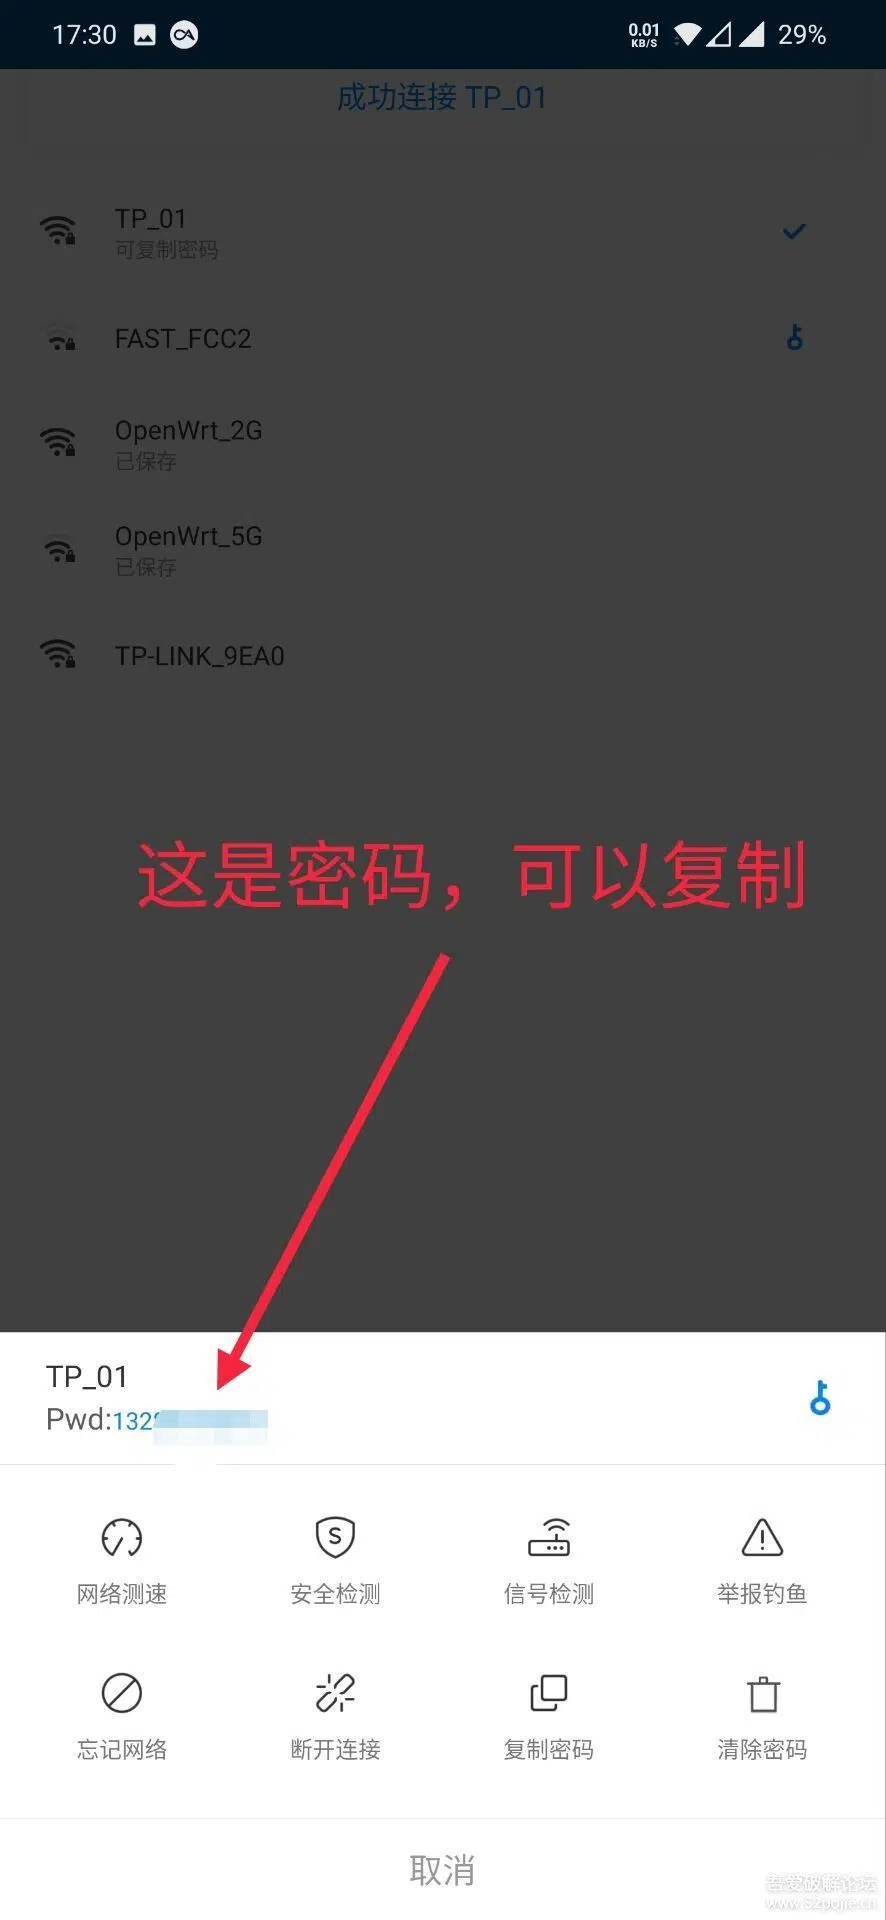 17:30 0.01 KB/S 29%
成功连接 TP_01
TP_01
可复制密码
FAST_FCC2
OpenWrt_2G
已保存
OpenWrt_5G
已保存
TP-LINK_9EA0
这是密码，可以复制
TP_01
Pwd:132
网络测速 安全检测 信号检测 举报钓鱼
忘记网络 断开连接 复制密码 清除密码
取消
吾爱破解论坛
www.52pojie.cn